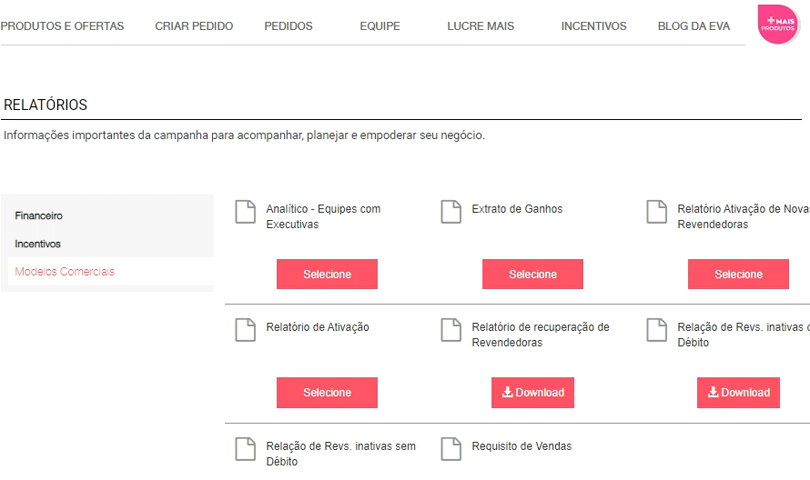 PRODUTOS E OFERTAS CRIAR PEDIDO PEDIDOS EQUIPE LUCRE MAIS INCENTIVOS BLOG DA EVA
+MAIS
PRODUTOS
RELATÓRIOS
Informações importantes da campanha para acompanhar, planejar e empoderar seu negócio.
Financeiro
Incentivos
Modelos Comerciais
Analítico - Equipes com
Executivas
Selecione
Extrato de Ganhos
Selecione
Relatório Ativação de Novas
Revendedoras
Selecione
Relatório de Ativação
Selecione
Relatório de recuperação de
Revendedoras
Download
Relação de Revs. inativas
Débito
Download
Relação de Revs. inativas sem
Débito
Requisito de Vendas